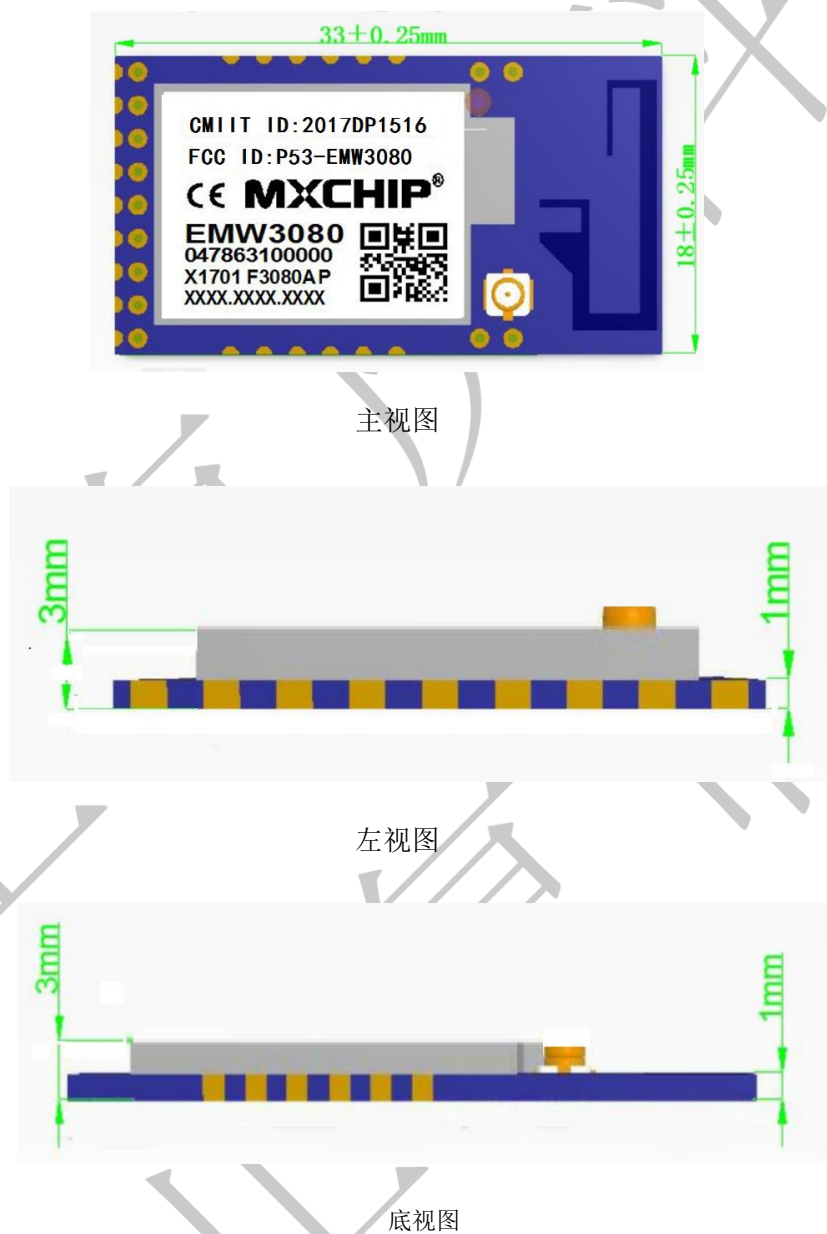 33±0.25mm
18±0.25mm
CMIIT ID:2017DP1516
FCC ID:P53-EMW3080
CE MXCHIP®
EMW3080
047863100000
X1701 F3080AP
XXXX.XXXX.XXXX
主视图
3mm
1mm
左视图
3mm
1mm
底视图